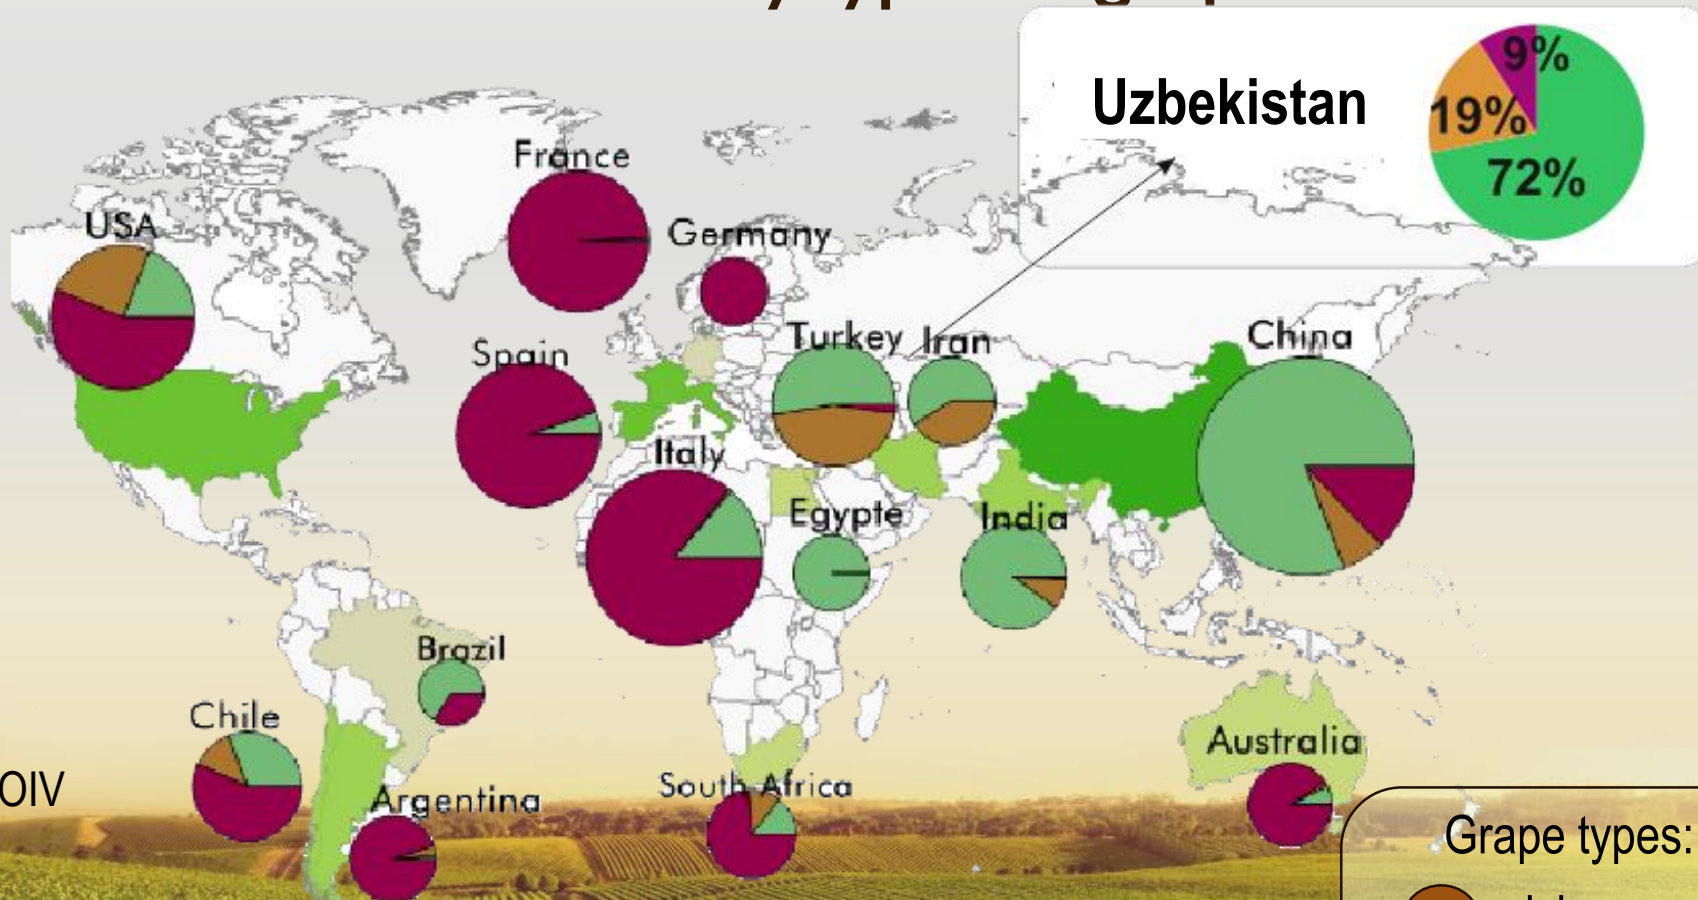 Uzbekistan
9%
19%
72%
France
USA
Germany
Turkey
Iran
China
Spain
Italy
Egypte
India
Brazil
Chile
Australia
OIV
Argentina
South Africa
Grape types: